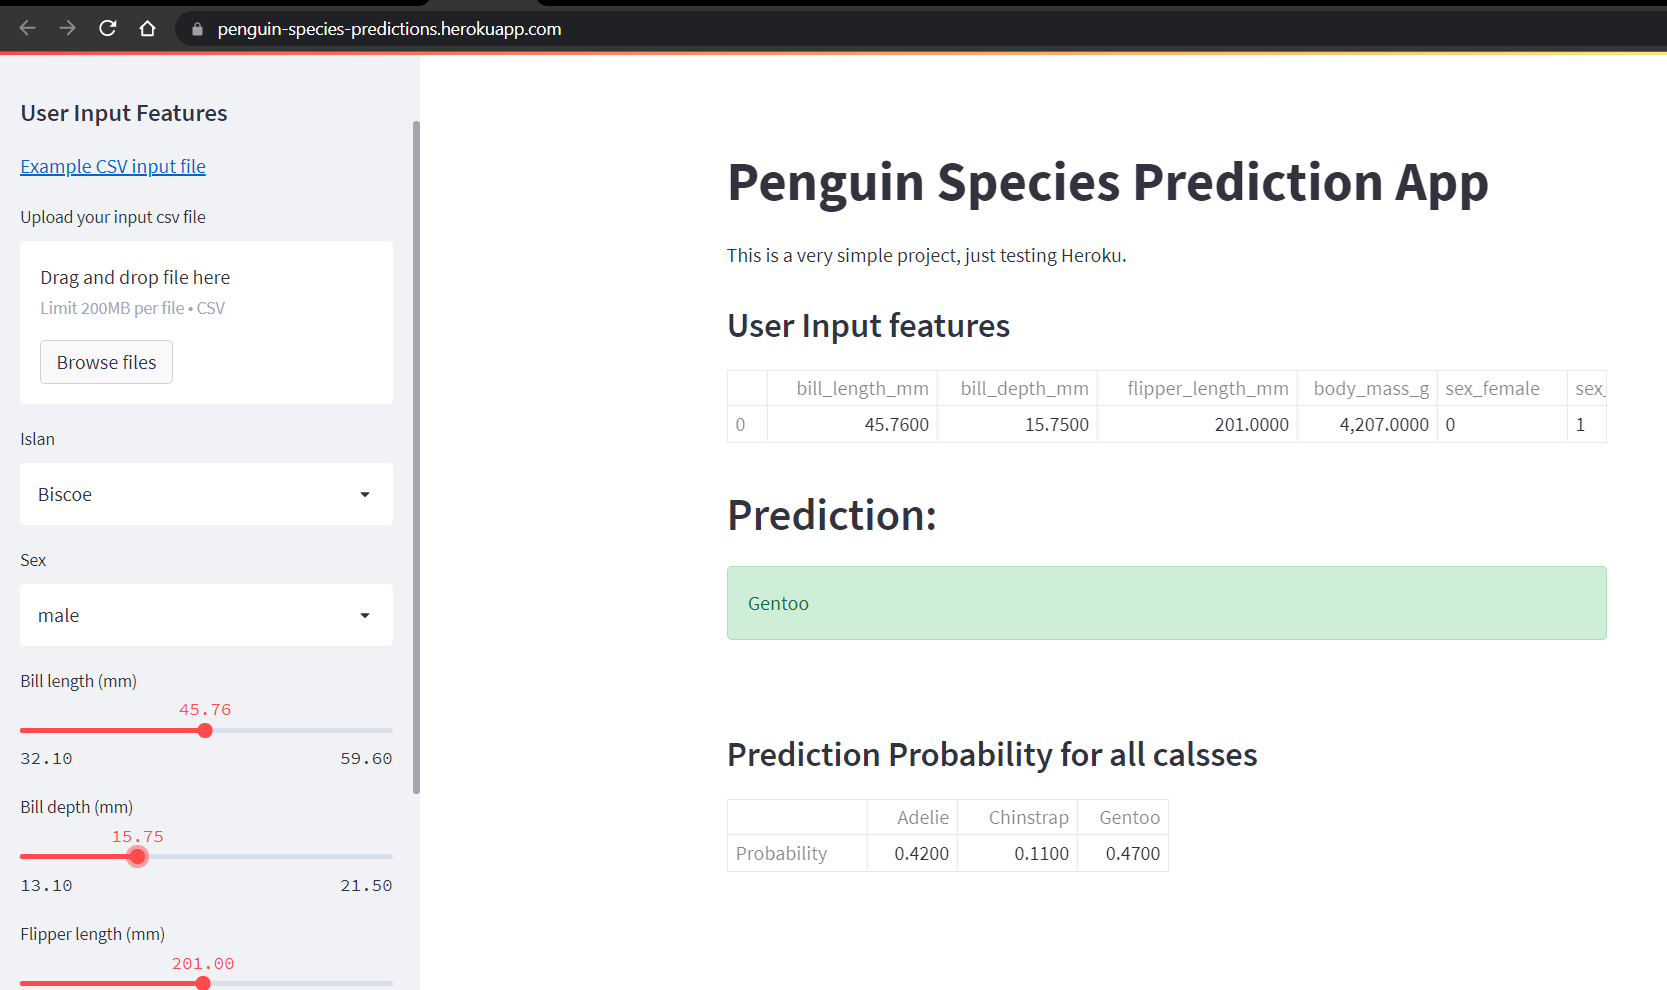 penguin-species-predictions.herokuapp.com
User Input Features
Example CSV input file
Upload your input csv file
Drag and drop file here
Limit 200MB per file • CSV
Browse files
Islan
Biscoe
Sex
male
Bill length (mm)
45.76
32.10 59.60
Bill depth (mm)
15.75
13.10 21.50
Flipper length (mm)
201.00
Penguin Species Prediction App
This is a very simple project, just testing Heroku.
User Input features
bill_length_mm bill_depth_mm flipper_length_mm body_mass_g sex_female sex_
0 45.7600 15.7500 201.0000 4,207.0000 0 1
Prediction:
Gentoo
Prediction Probability for all calsses
Adelie Chinstrap Gentoo
Probability 0.4200 0.1100 0.4700